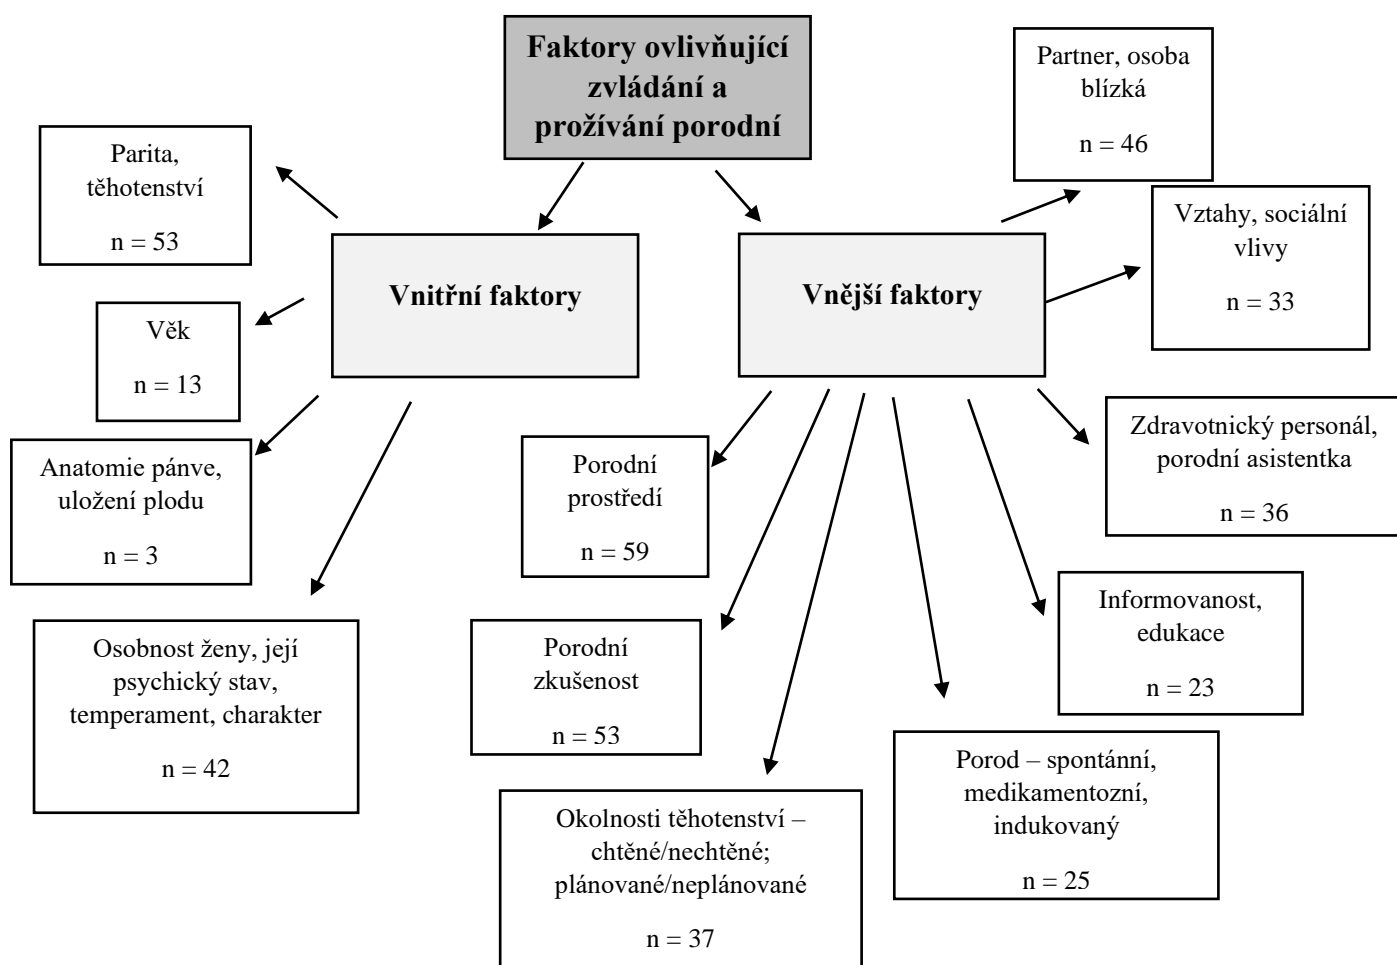 Faktory ovlivňující
zvládání a
prožívání porodní
Partner, osoba
blízká
n = 46
Parita,
těhotenství
n = 53
Vztahy, sociální
vlivy
n = 33
Vnitřní faktory
Vnější faktory
Věk
n = 13
Zdravotnický personál,
porodní asistentka
n = 36
Anatomie pánve,
uložení plodu
n = 3
Porodní
prostředí
n = 59
Informovanost,
edukace
n = 23
Osobnost ženy, její
psychický stav,
temperament, charakter
n = 42
Porodní
zkušenost
n = 53
Porod – spontánní,
medikamentozní,
indukovaný
n = 25
Okolnosti těhotenství –
chtěné/nechtěné;
plánované/neplánované
n = 37